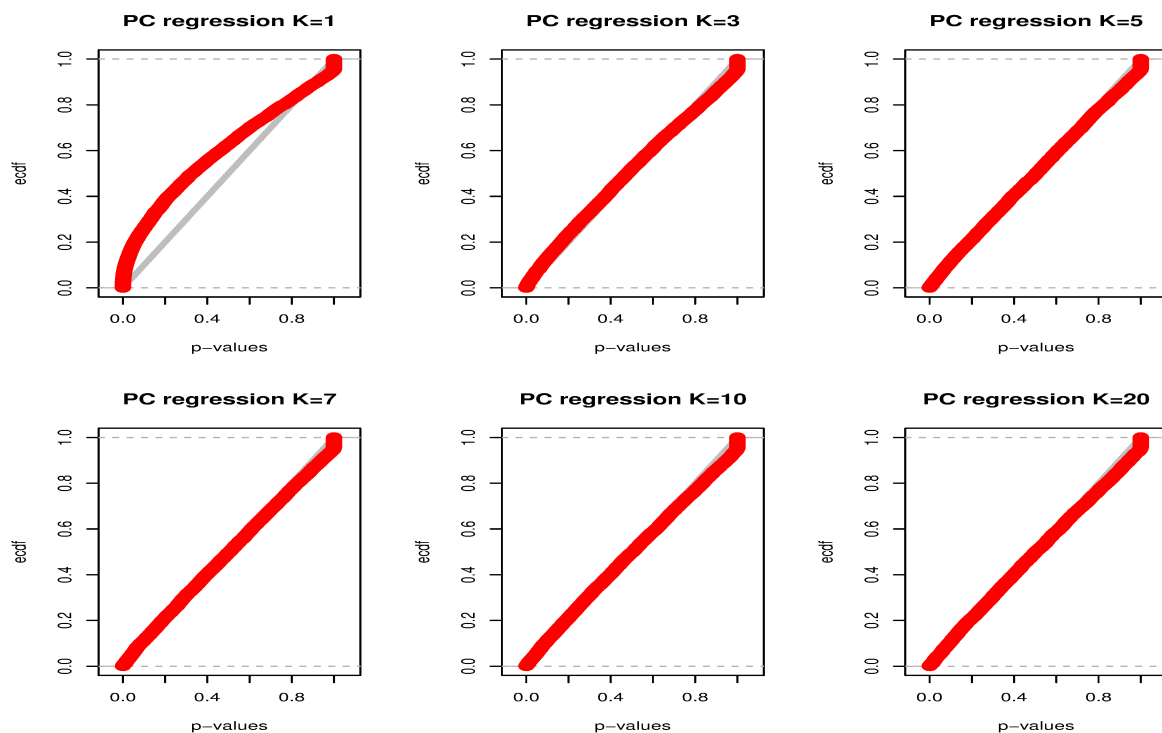 PC regression K=1
PC regression K=3
PC regression K=5
ecdf
0.0 0.2 0.4 0.6 0.8 1.0
0.0 0.4 0.8
p−values
ecdf
0.0 0.2 0.4 0.6 0.8 1.0
0.0 0.4 0.8
p−values
ecdf
0.0 0.2 0.4 0.6 0.8 1.0
0.0 0.4 0.8
p−values
PC regression K=7
PC regression K=10
PC regression K=20
ecdf
0.0 0.2 0.4 0.6 0.8 1.0
0.0 0.4 0.8
p−values
ecdf
0.0 0.2 0.4 0.6 0.8 1.0
0.0 0.4 0.8
p−values
ecdf
0.0 0.2 0.4 0.6 0.8 1.0
0.0 0.4 0.8
p−values